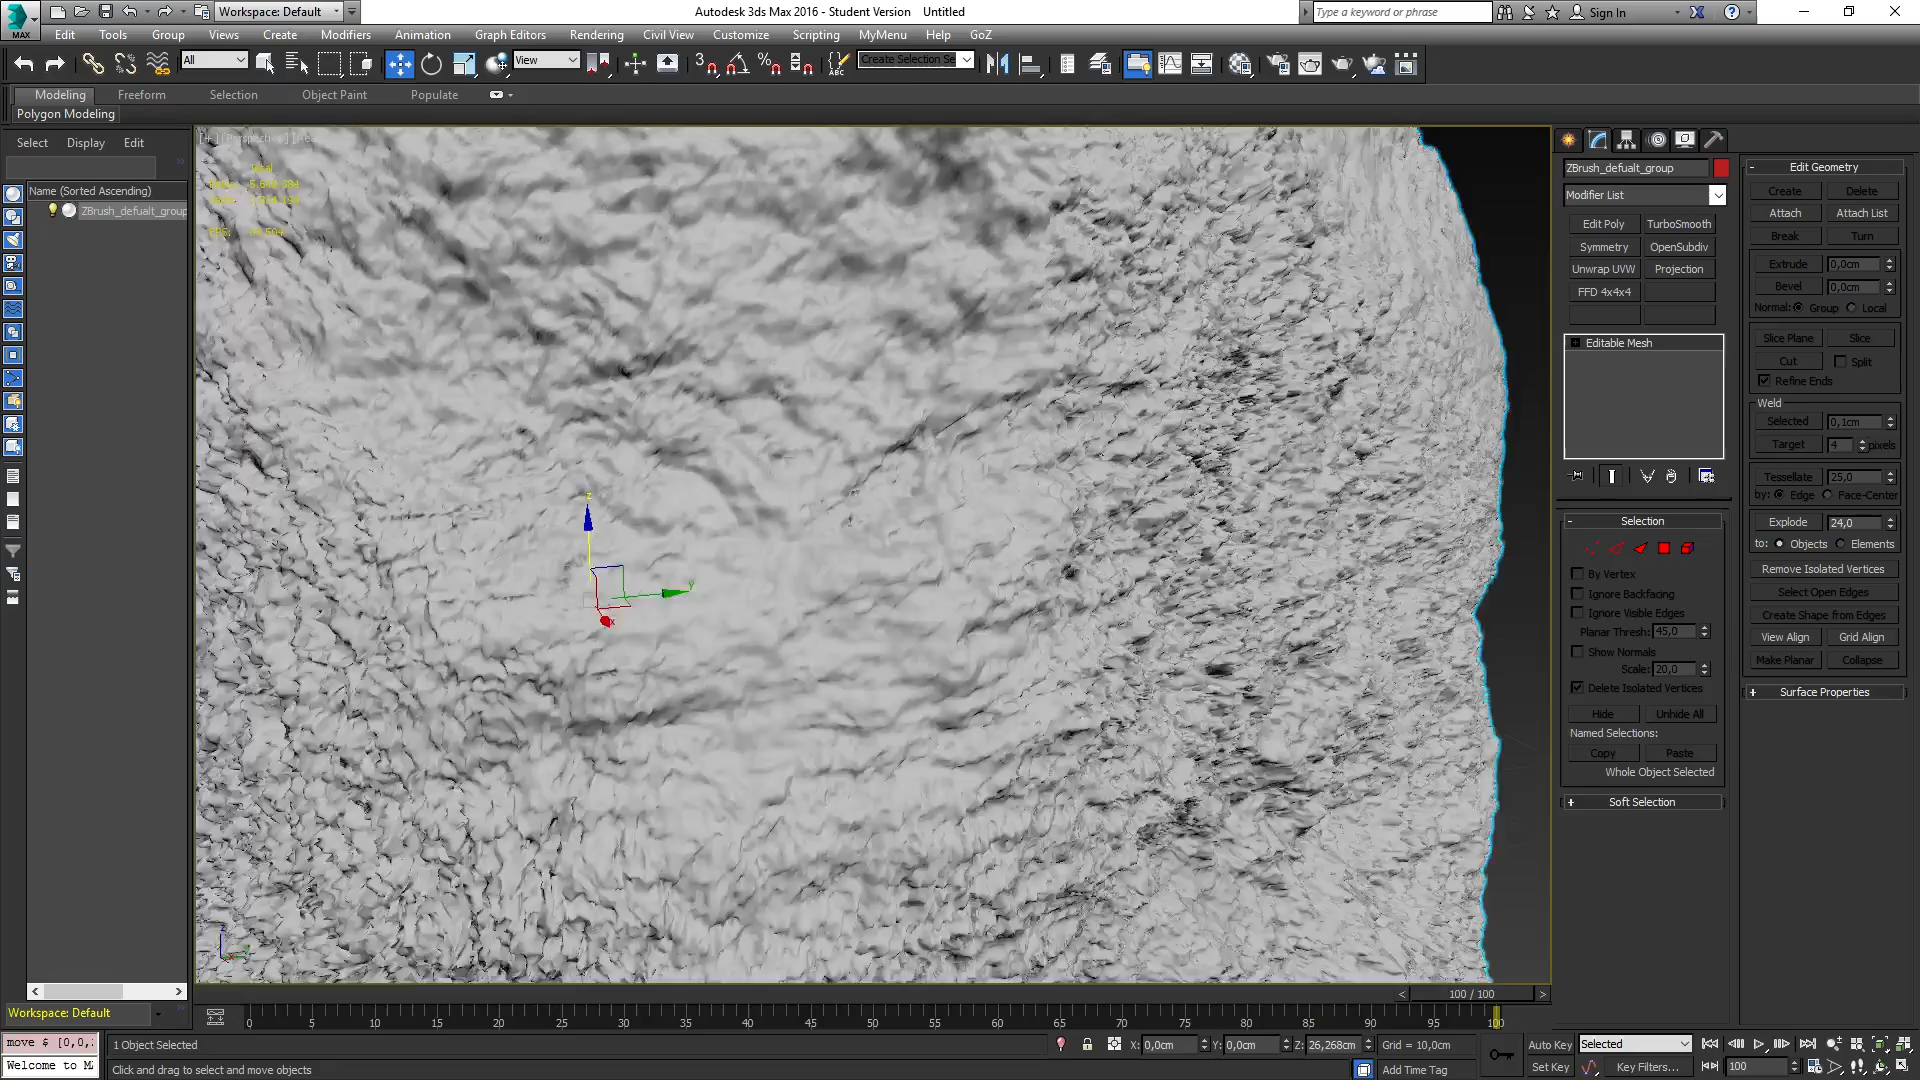 Workspace: Default
Autodesk 3ds Max 2016 - Student Version    Untitled
Type a keyword or phrase
Sign In
MAX
Edit Tools Group Views Create Modifiers Animation Graph Editors Rendering Civil View Customize Scripting MyMenu Help GoZ
All
View
3
ABC
Create Selection Se
Modeling Freeform Selection Object Paint Populate
Polygon Modeling
Select Display Edit
Name (Sorted Ascending)
ZBrush_defualt_group
Total
z
y
x
ZBrush_defualt_group
Modifier List
Edit Poly TurboSmooth
Symmetry OpenSubdiv
Unwrap UVW Projection
FFD 4x4x4
Editable Mesh
- Selection
By Vertex
Ignore Backfacing
Ignore Visible Edges
Planar Thresh: 45,0
Show Normals
Scale: 20,0
Delete Isolated Vertices
Hide Unhide All
Named Selections:
Copy Paste
Whole Object Selected
+ Soft Selection
- Edit Geometry
Create Delete
Attach Attach List
Break Turn
Extrude 0,0cm
Bevel 0,0cm
Normal: Group Local
Slice Plane Slice
Cut Split
Refine Ends
Weld
Selected 0,1cm
Target 4 pixels
Tessellate 25,0
by: Edge Face-Center
Explode 24,0
to: Objects Elements
Remove Isolated Vertices
Select Open Edges
Create Shape from Edges
View Align Grid Align
Make Planar Collapse
+ Surface Properties
< 100 / 100 >
Workspace: Default
0 5 10 15 20 25 30 35 40 45 50 55 60 65 70 75 80 85 90 95 100
move $ [0,0,
1 Object Selected
X: 0,0cm Y: 0,0cm Z: 26,268cm Grid = 10,0cm
Auto Key Selected
Welcome to M
Click and drag to select and move objects
Add Time Tag
Set Key Key Filters... 100